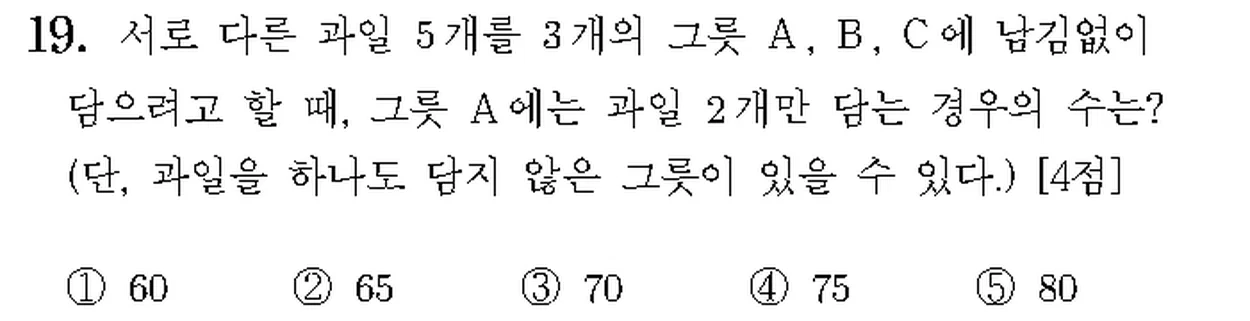 19. 서로 다른 과일 5개를 3개의 그릇 A, B, C에 남김없이
담으려고 할 때, 그릇 A에는 과일 2개만 담는 경우의 수는?
(단, 과일을 하나도 담지 않은 그릇이 있을 수 있다.) [4점]
① 60 ② 65 ③ 70 ④ 75 ⑤ 80